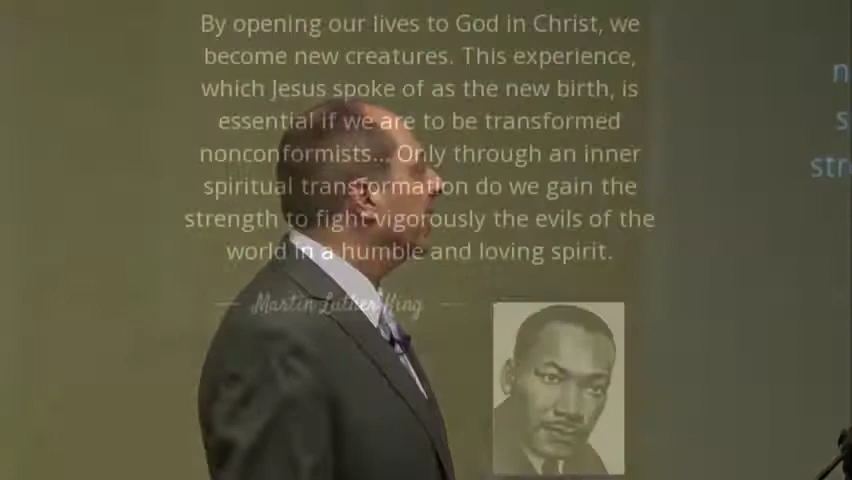 By opening our lives to God in Christ, we
become new creatures. This experience,
which Jesus spoke of as the new birth, is
essential if we are to be transformed
nonconformists... Only through an inner
spiritual transformation do we gain the
strength to fight vigorously the evils of the
world in a humble and loving spirit.
Martin Luther King
n
s
stre